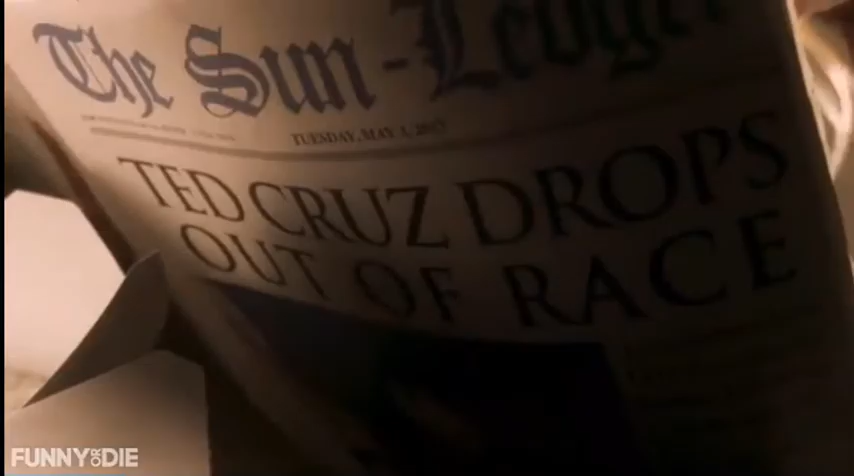 The Sun-Ledger
TUESDAY, MAY 3,
TED CRUZ DROPS
OUT OF RACE
FUNNY OR DIE